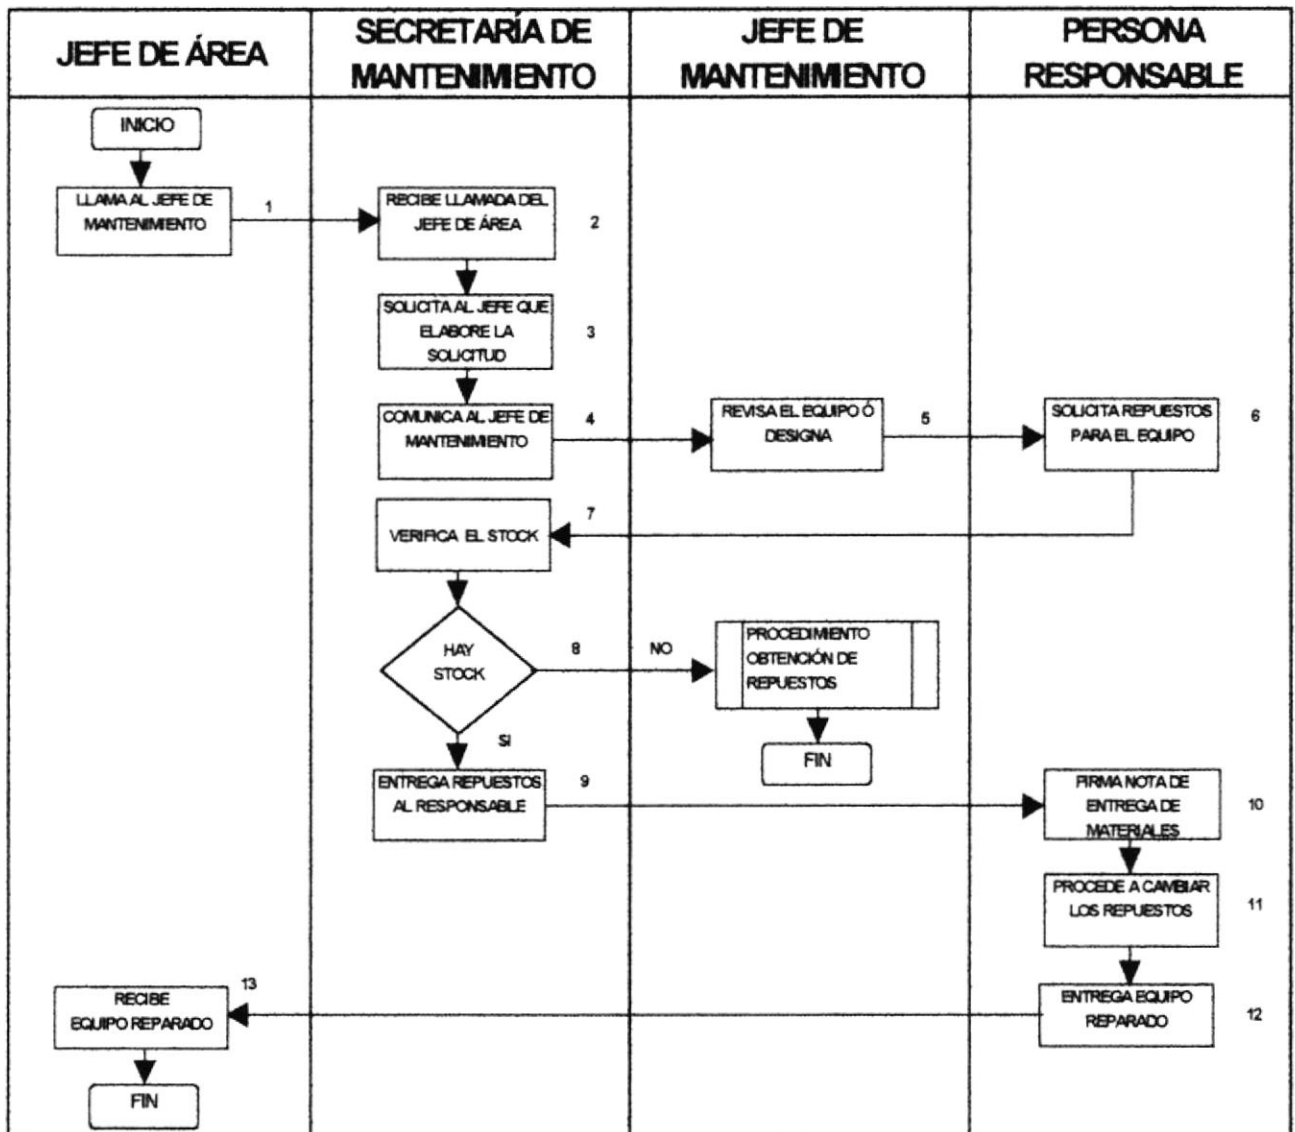 JEFE DE ÁREA
SECRETARÍA DE
MANTENIMIENTO
JEFE DE
MANTENIMIENTO
PERSONA
RESPONSABLE
INICIO
LLAMA AL JEFE DE
MANTENIMIENTO
1
RECIBE LLAMADA DEL
JEFE DE ÁREA
2
SOLICITA AL JEFE QUE
ELABORE LA
SOLICITUD
3
COMUNICA AL JEFE DE
MANTENIMIENTO
4
REVISA EL EQUIPO Ó
DESIGNA
5
SOLICITA REPUESTOS
PARA EL EQUIPO
6
VERIFICA EL STOCK
7
HAY
STOCK
8
NO
PROCEDIMIENTO
OBTENCIÓN DE
REPUESTOS
FIN
SI
ENTREGA REPUESTOS
AL RESPONSABLE
9
FIRMA NOTA DE
ENTREGA DE
MATERIALES
10
PROCEDE A CAMBIAR
LOS REPUESTOS
11
ENTREGA EQUIPO
REPARADO
12
13
RECIBE
EQUIPO REPARADO
FIN